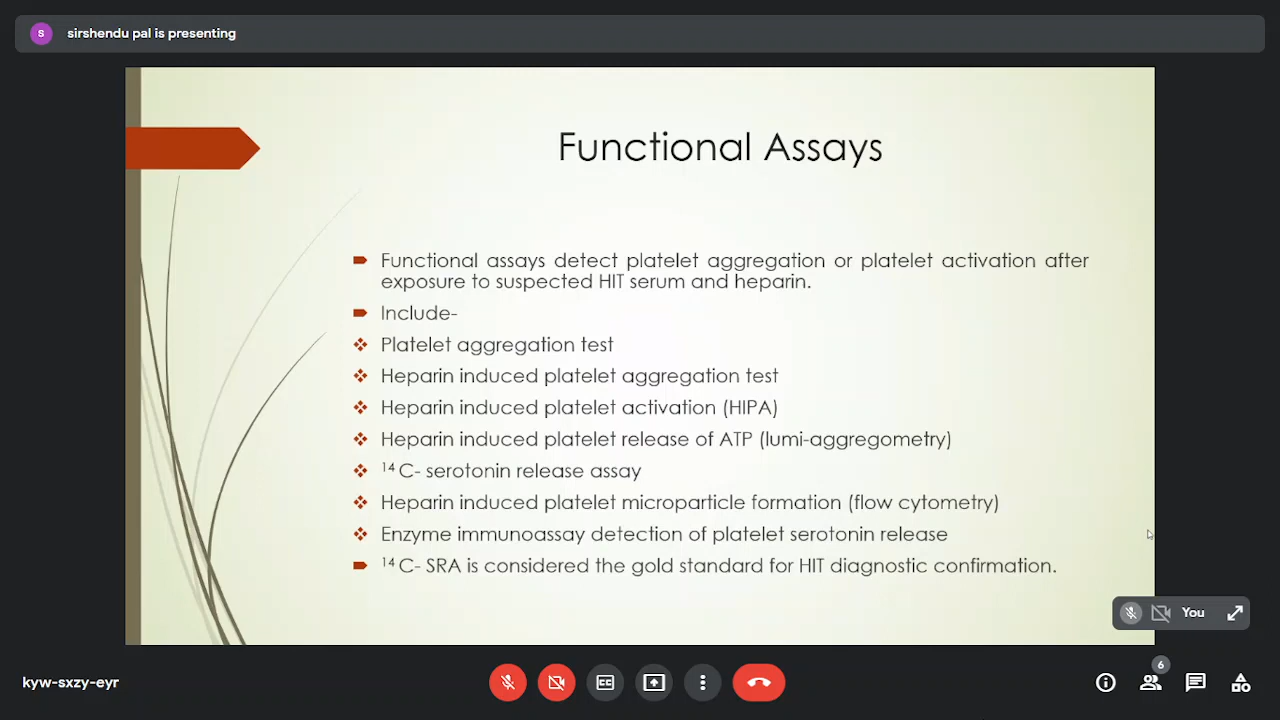 S
sirshendu pal is presenting
Functional Assays
Functional assays detect platelet aggregation or platelet activation after
exposure to suspected HIT serum and heparin.
Include-
Platelet aggregation test
Heparin induced platelet aggregation test
Heparin induced platelet activation (HIPA)
Heparin induced platelet release of ATP (lumi-aggregometry)
¹⁴C- serotonin release assay
Heparin induced platelet microparticle formation (flow cytometry)
Enzyme immunoassay detection of platelet serotonin release
¹⁴C- SRA is considered the gold standard for HIT diagnostic confirmation.
You
6
kyw-sxzy-eyr
CC